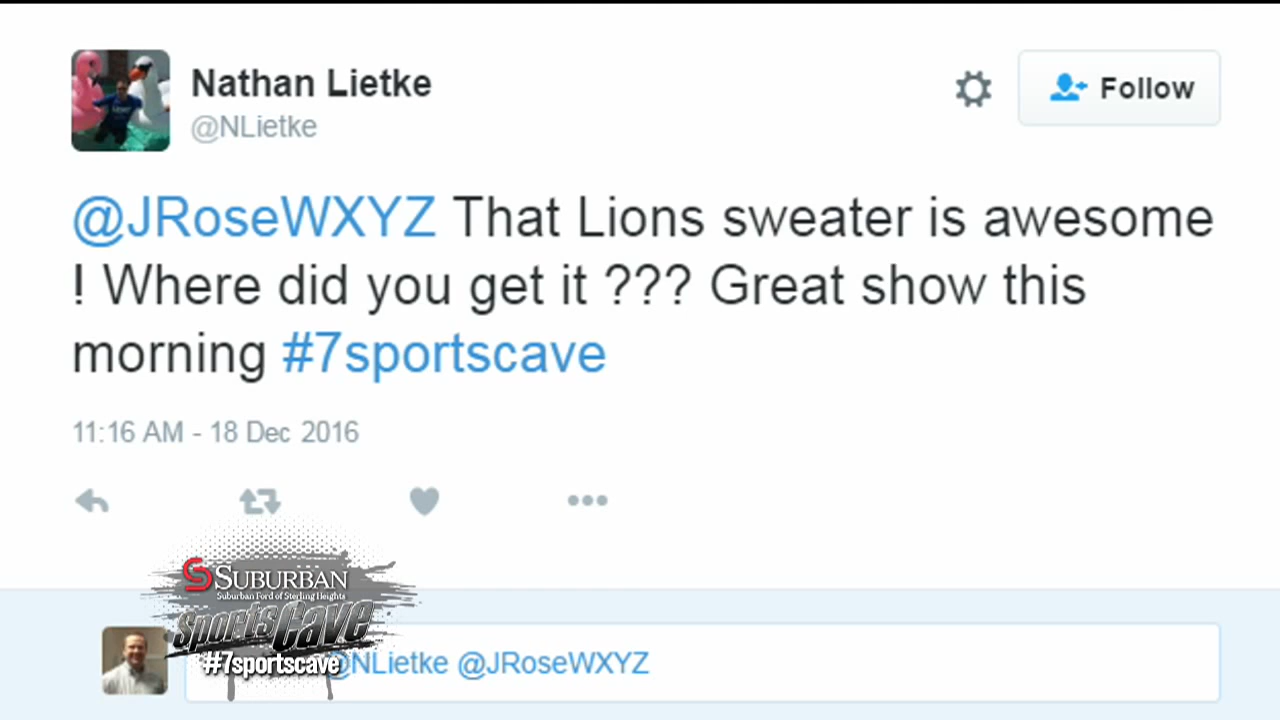 Nathan Lietke
@NLietke
Follow
@JRoseWXYZ That Lions sweater is awesome
! Where did you get it ??? Great show this
morning #7sportscave
11:16 AM - 18 Dec 2016
S SUBURBAN
Suburban Ford of Sterling Heights
SportsCave
#7sportscave
@NLietke @JRoseWXYZ